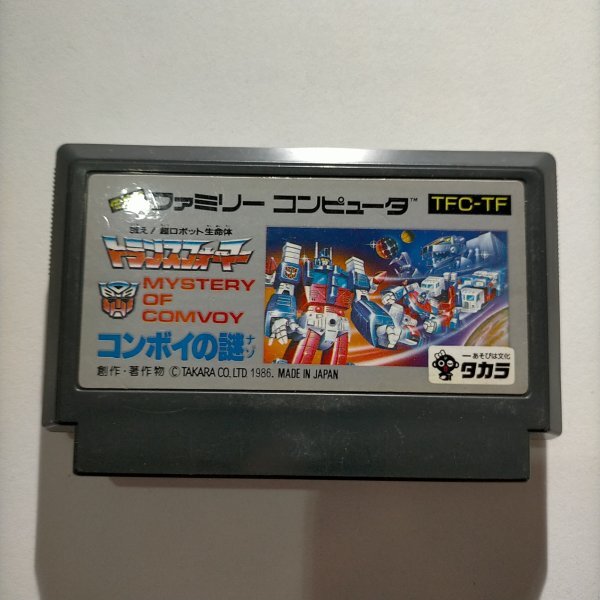 ファミリー コンピュータ™ TFC-TF
戦え!超ロボット生命体
トランスフォーマー
MYSTERY
OF
COMVOY
コンボイの謎
ナゾ
創作・著作物 ©TAKARA CO.,LTD. 1986. MADE IN JAPAN
あそびは文化
タカラ